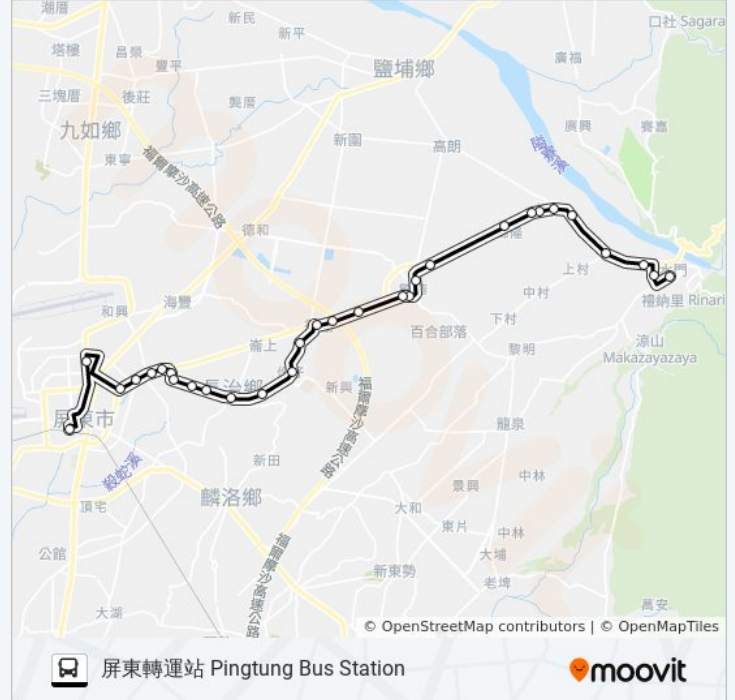 潮厝
新民
口社 Sagara
新平
塔樓
昌榮
廣福
豐平
鹽埔鄉
三塊厝
後庄
龔厝
九如鄉
廣興
賽嘉
新圍
高朗
隘寮溪
東寧
福爾摩沙高速公路
德和
上村
水門
海豐
中村
禮納里 Rinari
和興
下村
百合部落
涼山
Makazayazaya
崙上
黎明
長治鄉
新興
屏東市
福爾摩沙高速公路
龍泉
新田
殺蛇溪
中林
景興
麟洛鄉
頂宅
大和
東片
中林
福爾摩沙高速公路
公館
大埔
新東勢
老埤
萬安
大湖
© OpenStreetMap contributors | © OpenMapTiles
屏東轉運站 Pingtung Bus Station
moovit